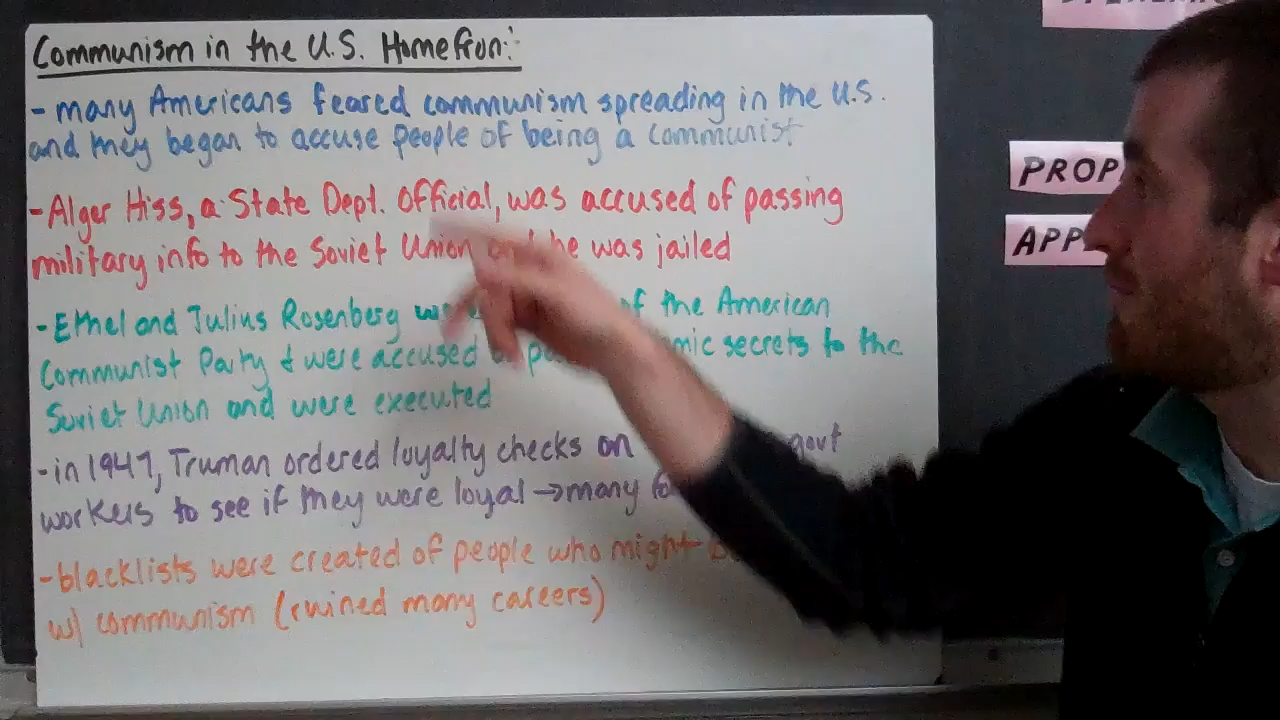 Communism in the U.S. Homefron:
- many Americans feared communism spreading in the U.S.
and they began to accuse people of being a communist
- Alger Hiss, a State Dept. Official, was accused of passing
military info to the Soviet Union he was jailed
- Ethel and Julius Rosenberg of the American
Communist Party & were accused secrets to the
Soviet Union and were executed
- in 1947, Truman ordered loyalty checks on govt
workers to see if they were loyal → many
- blacklists were created of people who might
w/ communism (ruined many careers)
PROP
APP